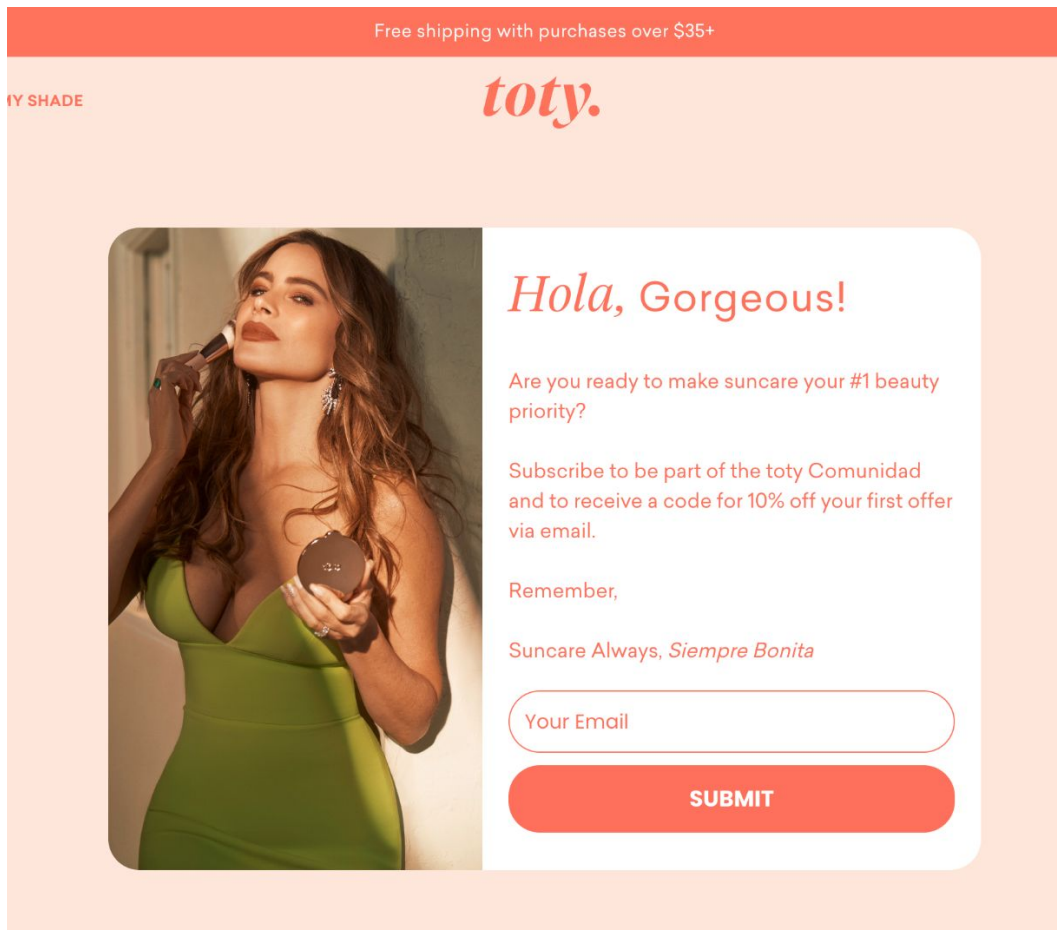 Free shipping with purchases over $35+
MY SHADE
toty.
Hola, Gorgeous!
Are you ready to make suncare your #1 beauty
priority?
Subscribe to be part of the toty Comunidad
and to receive a code for 10% off your first offer
via email.
Remember,
Suncare Always, Siempre Bonita
Your Email
SUBMIT